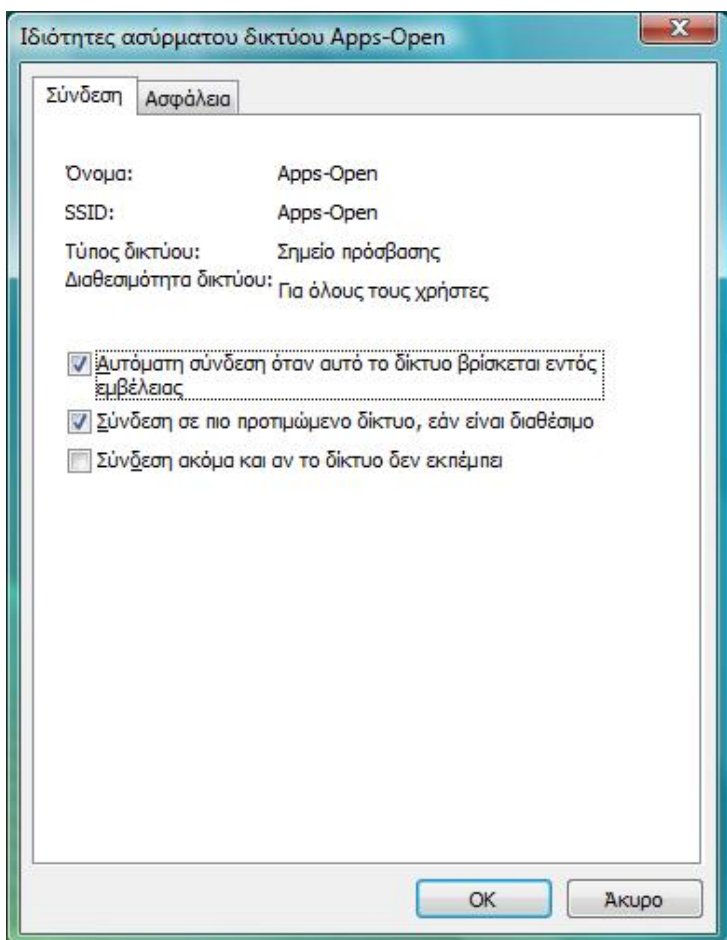 Ιδιότητες ασύρματου δικτύου Apps-Open
Σύνδεση Ασφάλεια
Όνομα: Apps-Open
SSID: Apps-Open
Τύπος δικτύου: Σημείο πρόσβασης
Διαθεσιμότητα δικτύου: Για όλους τους χρήστες
Αυτόματη σύνδεση όταν αυτό το δίκτυο βρίσκεται εντός
εμβέλειας
Σύνδεση σε πιο προτιμώμενο δίκτυο, εάν είναι διαθέσιμο
Σύνδεση ακόμα και αν το δίκτυο δεν εκπέμπει
OK Άκυρο